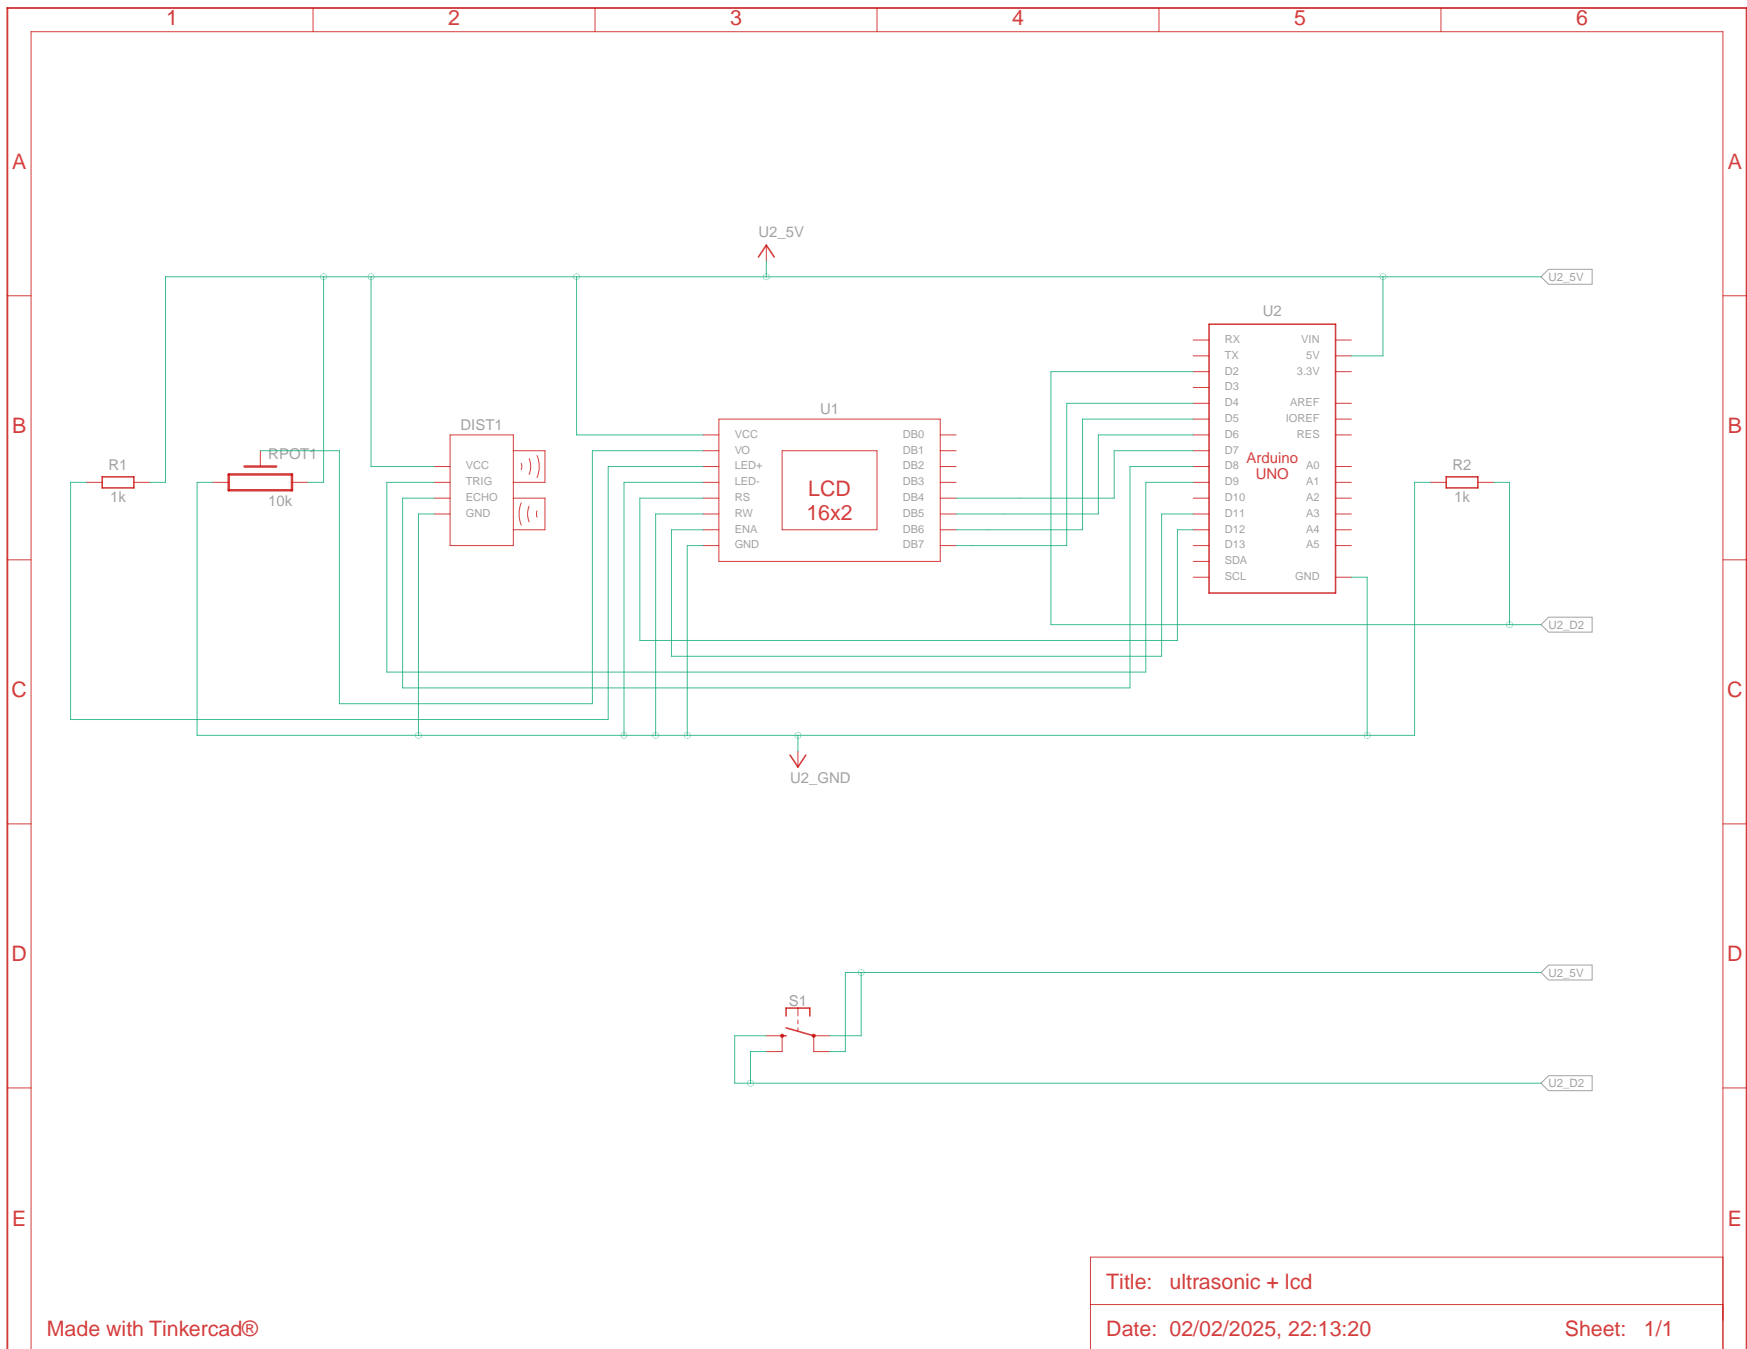 1 2 3 4 5 6
A A
U2_5V
U2_5V
U2
RX VIN
TX 5V
D2 3.3V
D3
D4 AREF
D5 IOREF
D6 RES
D7
D8 A0
D9 A1
D10 A2
D11 A3
D12 A4
D13 A5
SDA
SCL GND
Arduino
UNO
B B
R1
1k
RPOT1
10k
DIST1
VCC
TRIG
ECHO
GND
U1
VCC DB0
VO DB1
LED+ DB2
LED- DB3
RS DB4
RW DB5
ENA DB6
GND DB7
LCD
16x2
R2
1k
U2_D2
C C
U2_GND
D D
U2_5V
S1
U2_D2
E E
Title: ultrasonic + lcd
Made with Tinkercad®
Date: 02/02/2025, 22:13:20 Sheet: 1/1